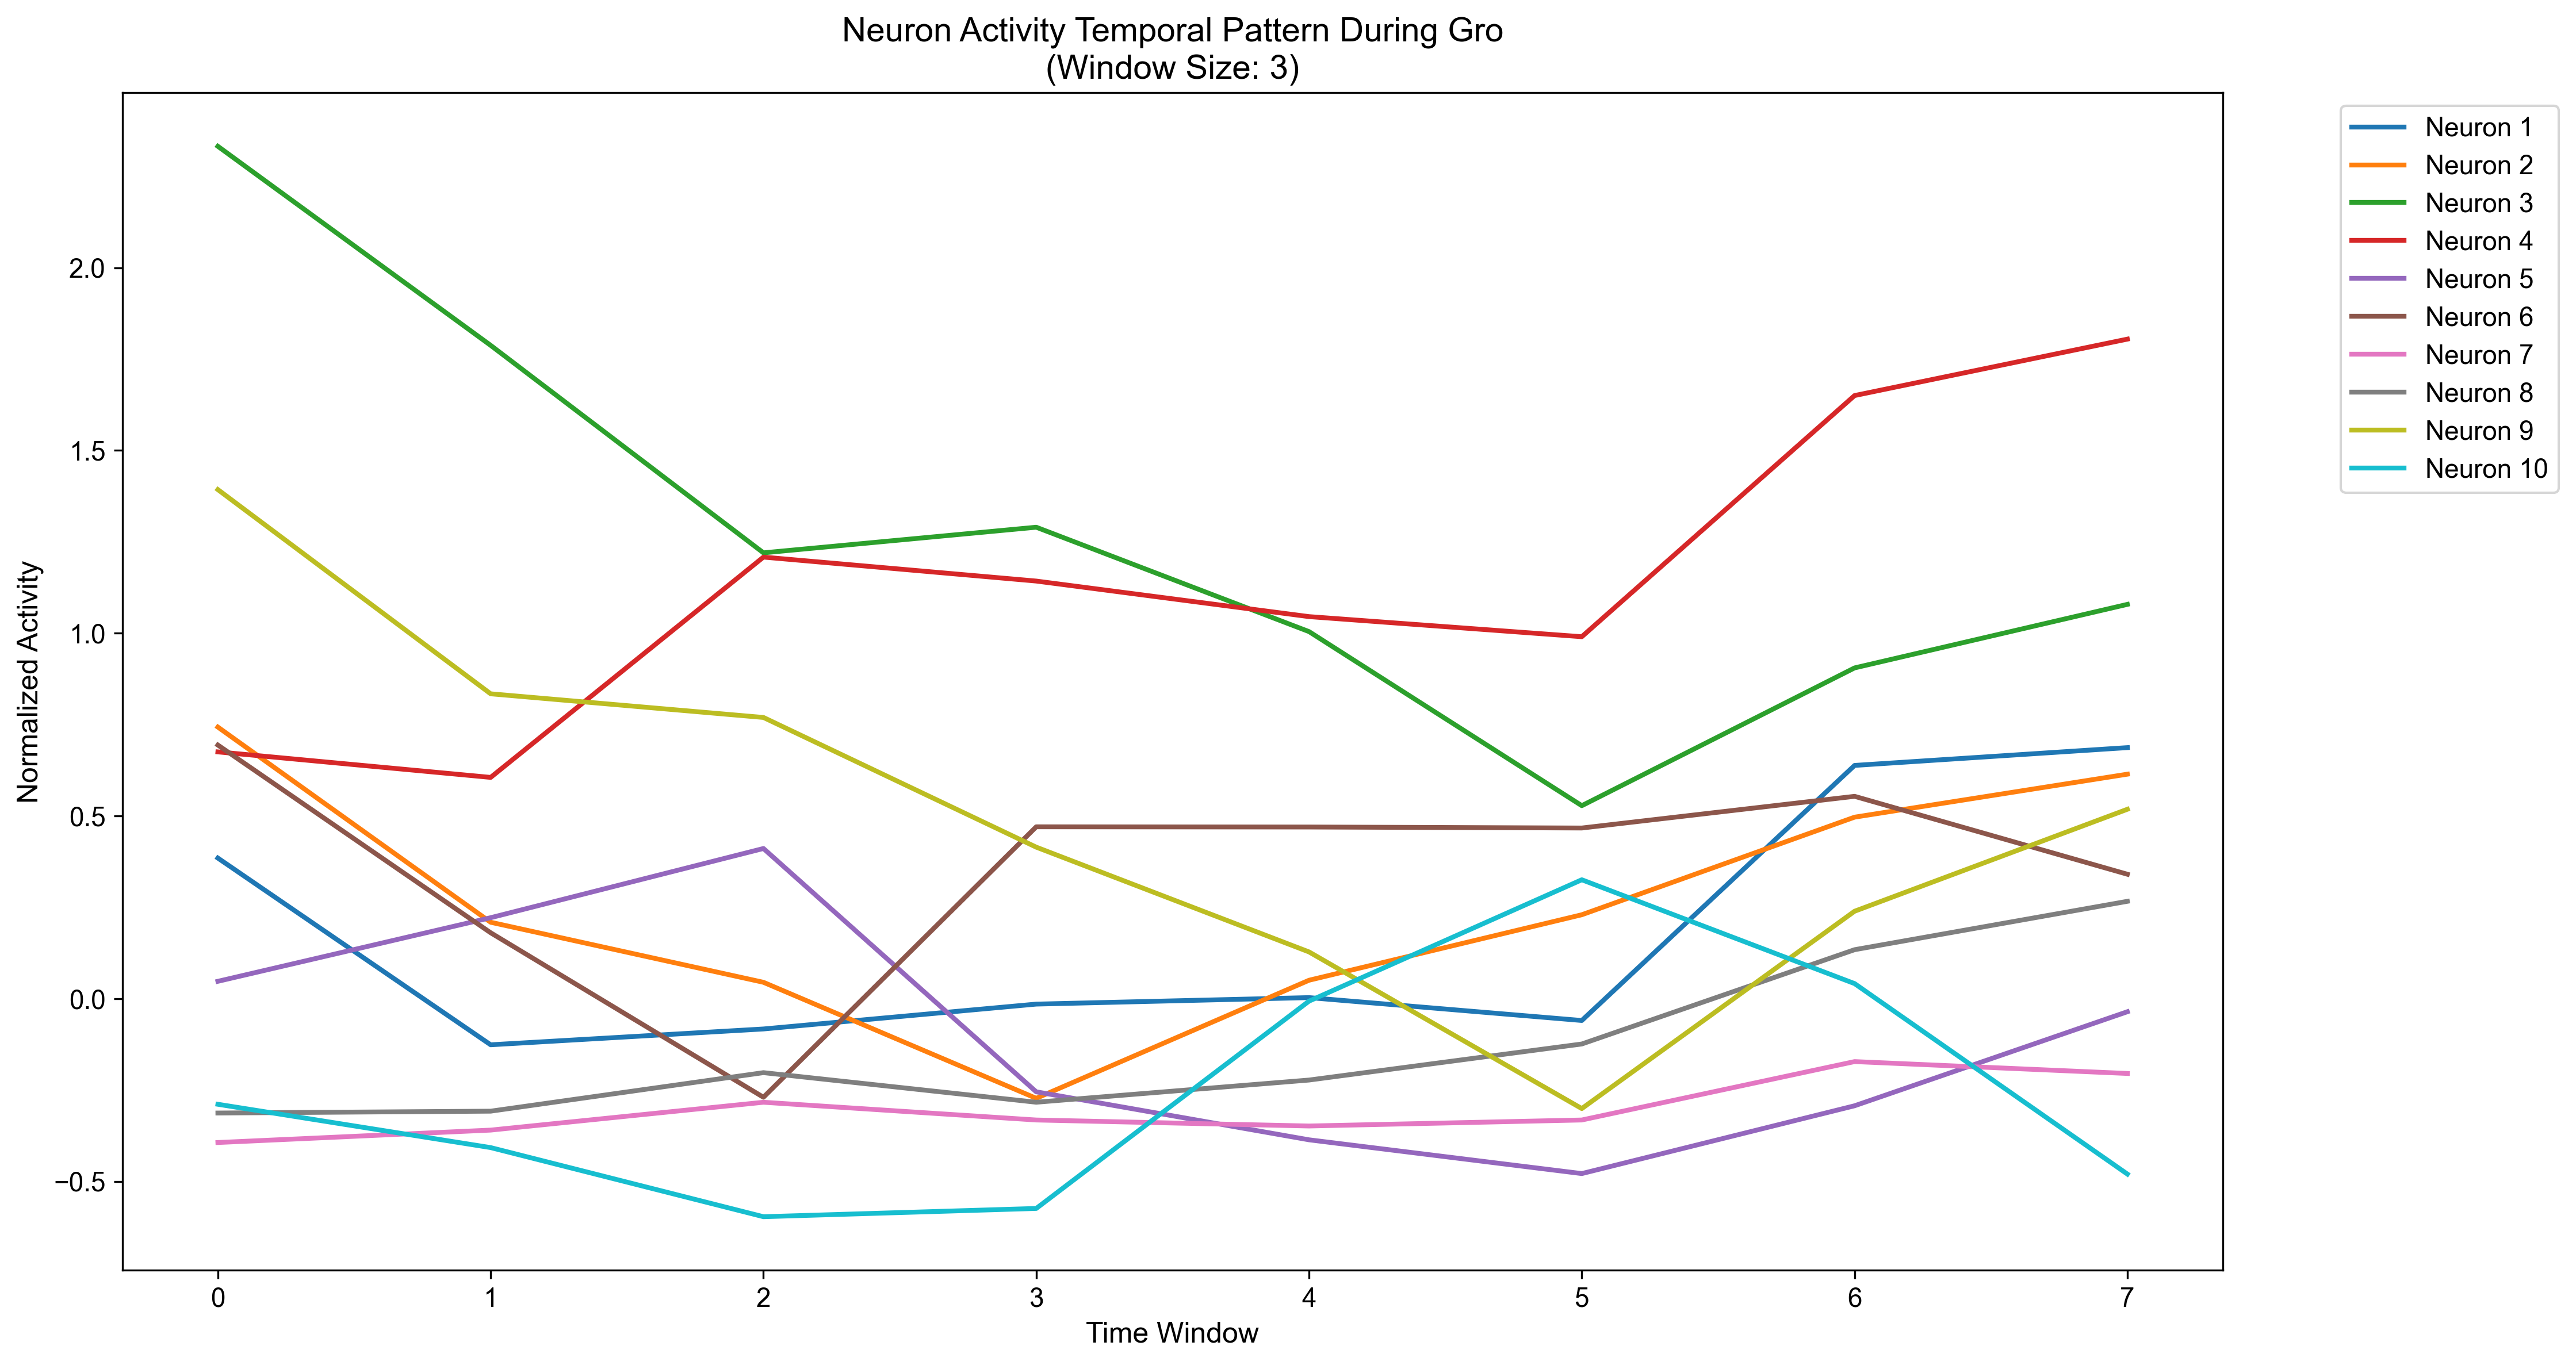 Neuron Activity Temporal Pattern During Gro
(Window Size: 3)
Normalized Activity
2.0
1.5
1.0
0.5
0.0
−0.5
0 1 2 3 4 5 6 7
Time Window
Neuron 1
Neuron 2
Neuron 3
Neuron 4
Neuron 5
Neuron 6
Neuron 7
Neuron 8
Neuron 9
Neuron 10